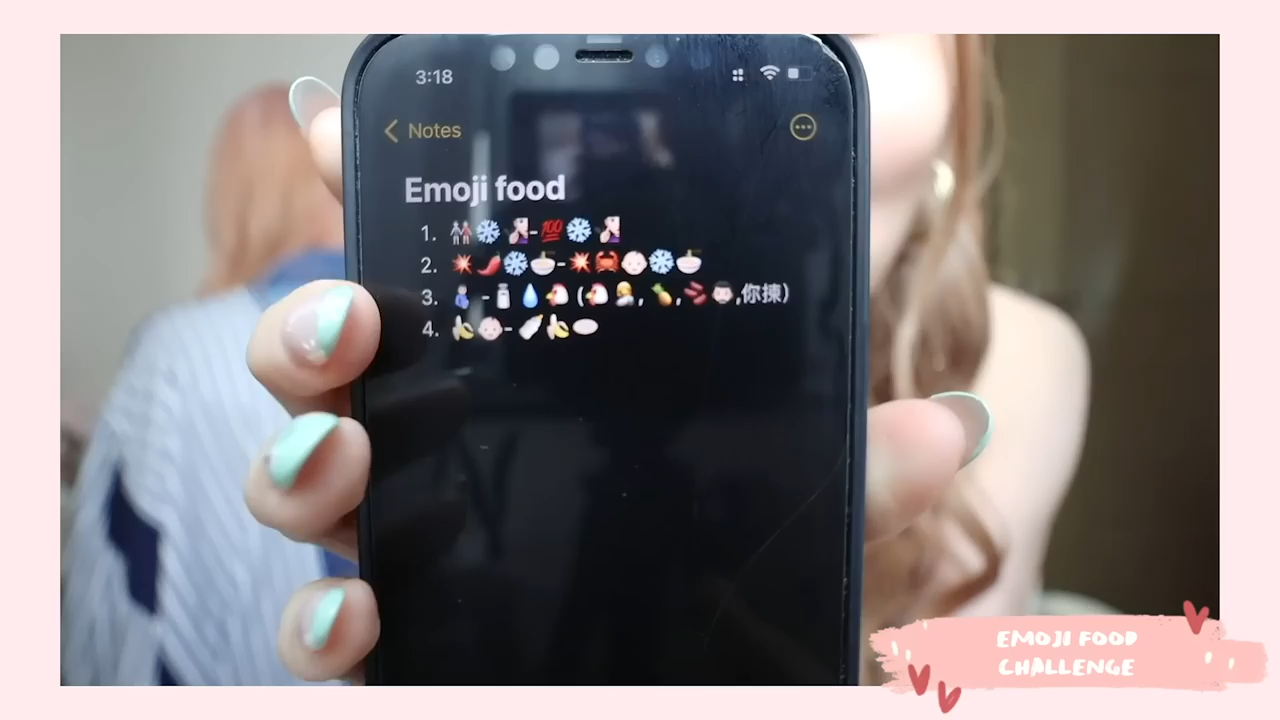 3:18
Notes
Emoji food
1. 👬❄️💆🏻‍♀️-💯❄️💆🏻‍♀️
2. 💥🌶️❄️🍜-💥🦀👶🏻❄️🍜
3. 🤰🏻-🧂💧🐔(🐔👩🏻‍🍼,🍍,🥓👨🏻,你揀)
4. 🍌👶🏻-🍼🍌🥚
EMOJI FOOD
CHALLENGE